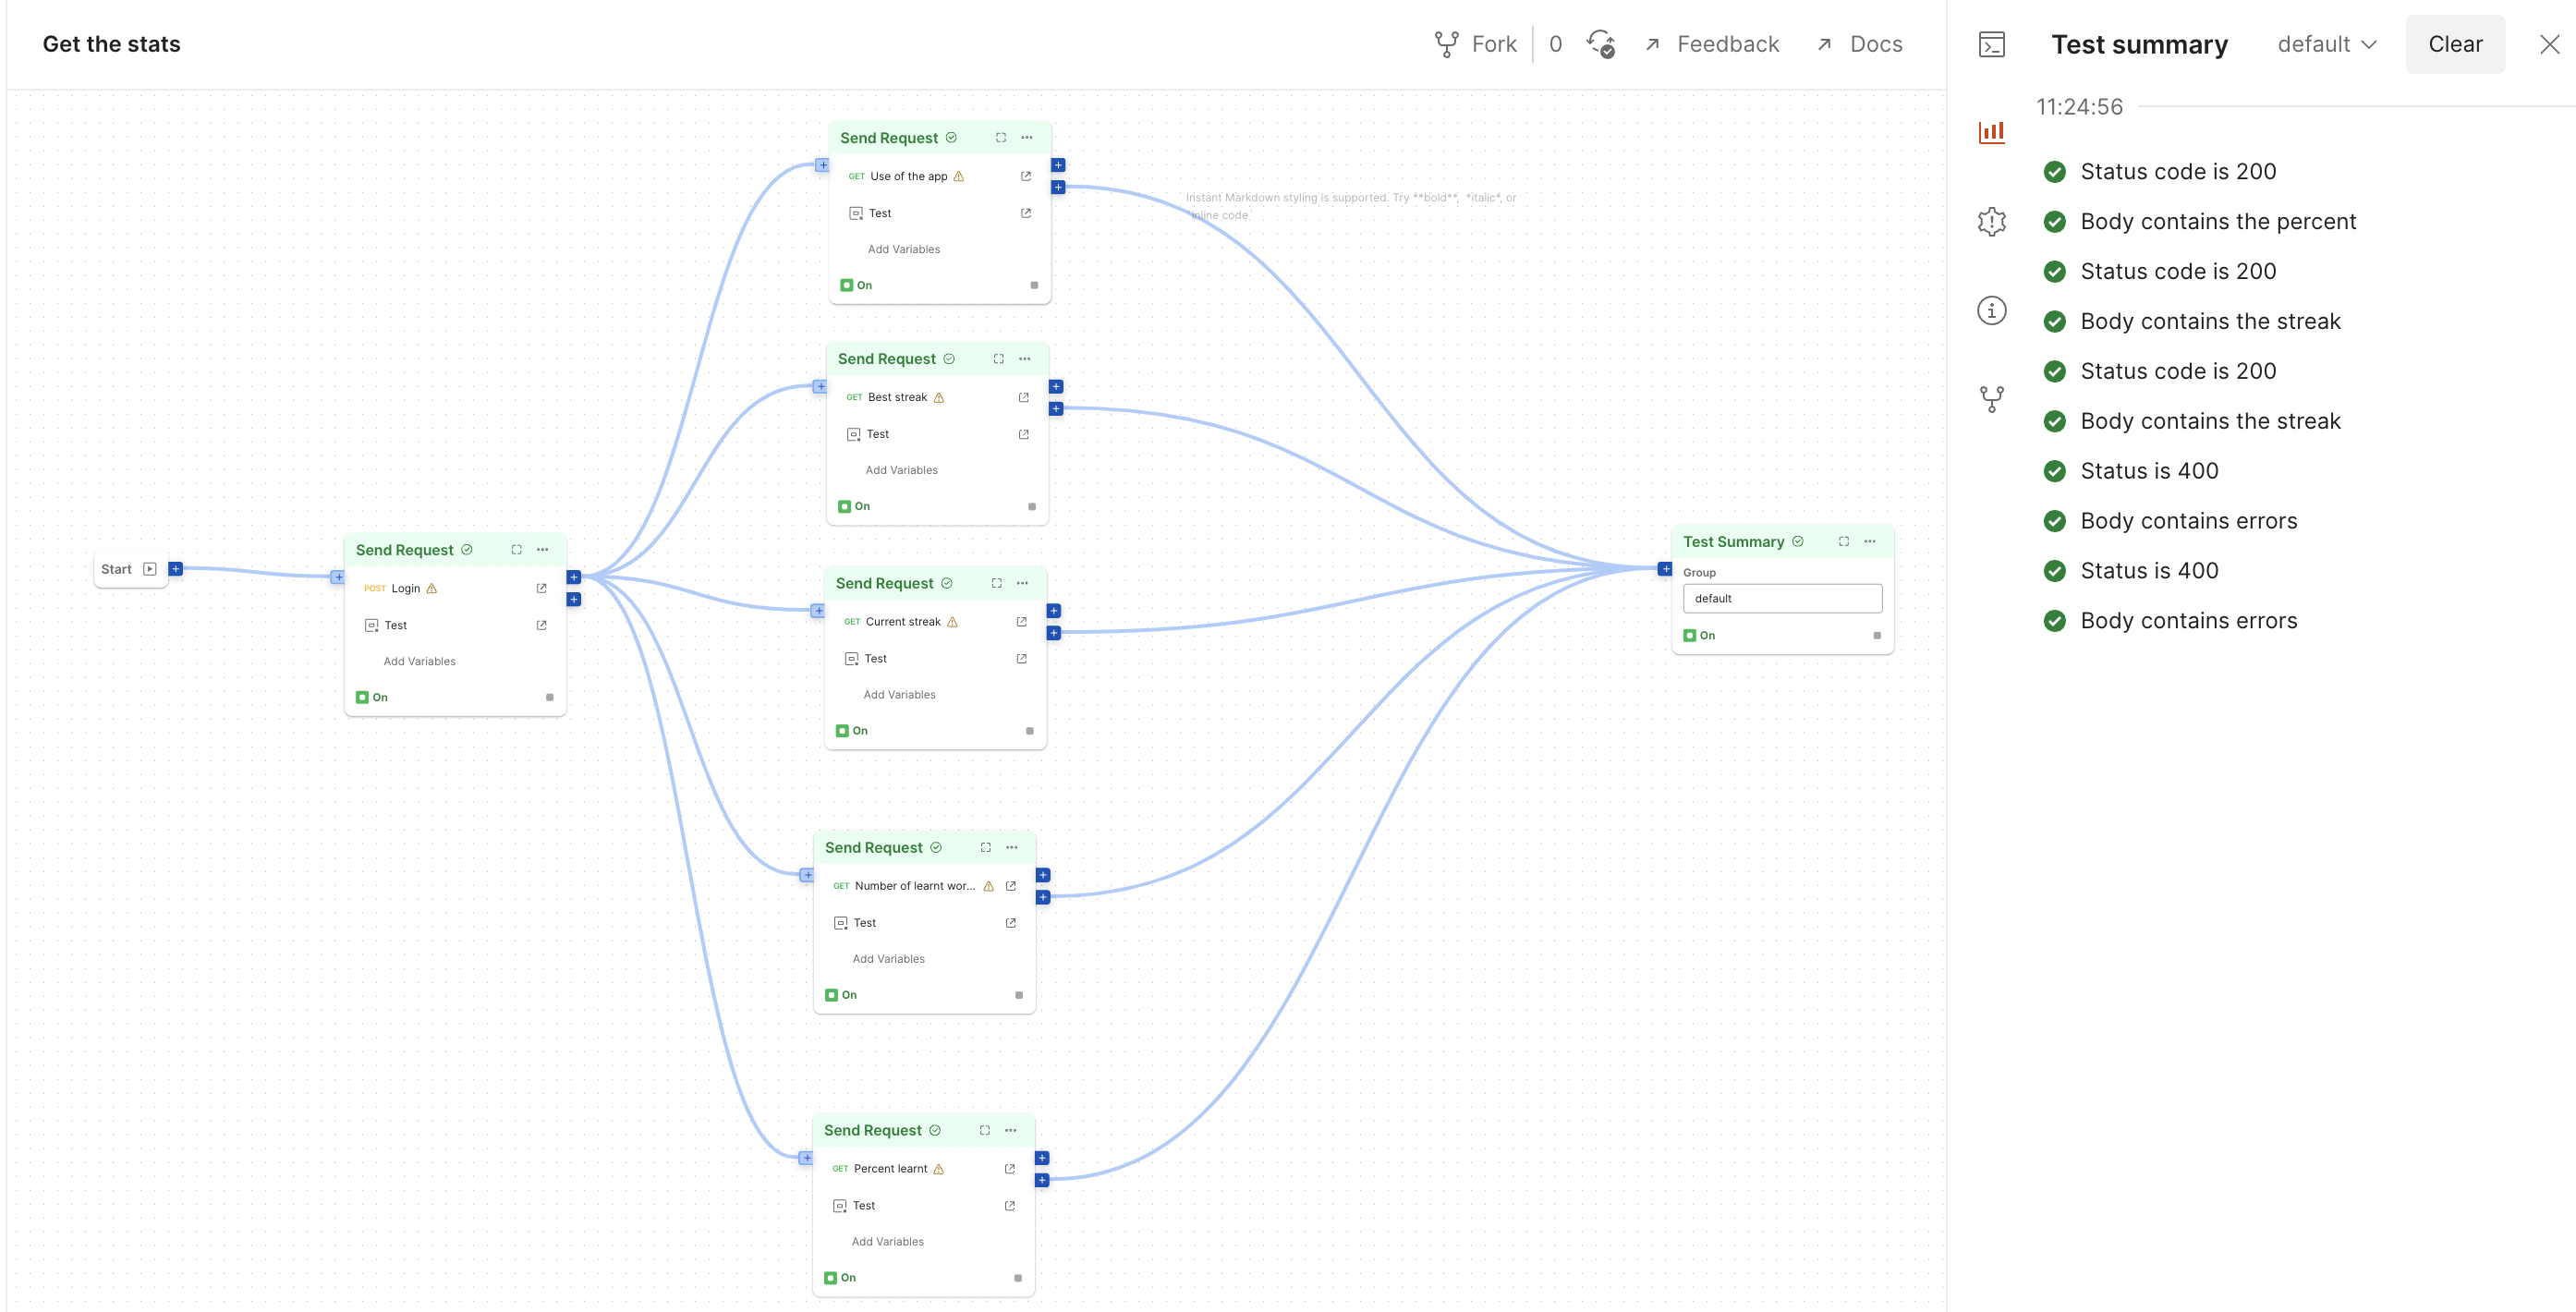 Get the stats
Fork 0 Feedback Docs
Start
Send Request
POST Login
Test
Add Variables
On
Send Request
GET Use of the app
Test
Add Variables
On
Instant Markdown styling is supported. Try **bold**, *italic*, or
`inline code`
Send Request
GET Best streak
Test
Add Variables
On
Send Request
GET Current streak
Test
Add Variables
On
Send Request
GET Number of learnt wor...
Test
Add Variables
On
Send Request
GET Percent learnt
Test
Add Variables
On
Test Summary
Group
default
On
Test summary default Clear
11:24:56
Status code is 200
Body contains the percent
Status code is 200
Body contains the streak
Status code is 200
Body contains the streak
Status is 400
Body contains errors
Status is 400
Body contains errors